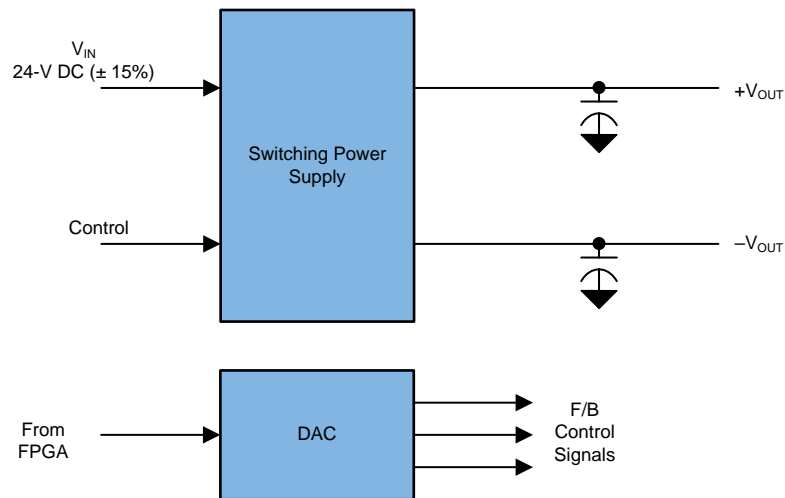 VIN
24-V DC (± 15%)
Switching Power
Supply
+VOUT
Control
–VOUT
From
FPGA
DAC
F/B
Control
Signals